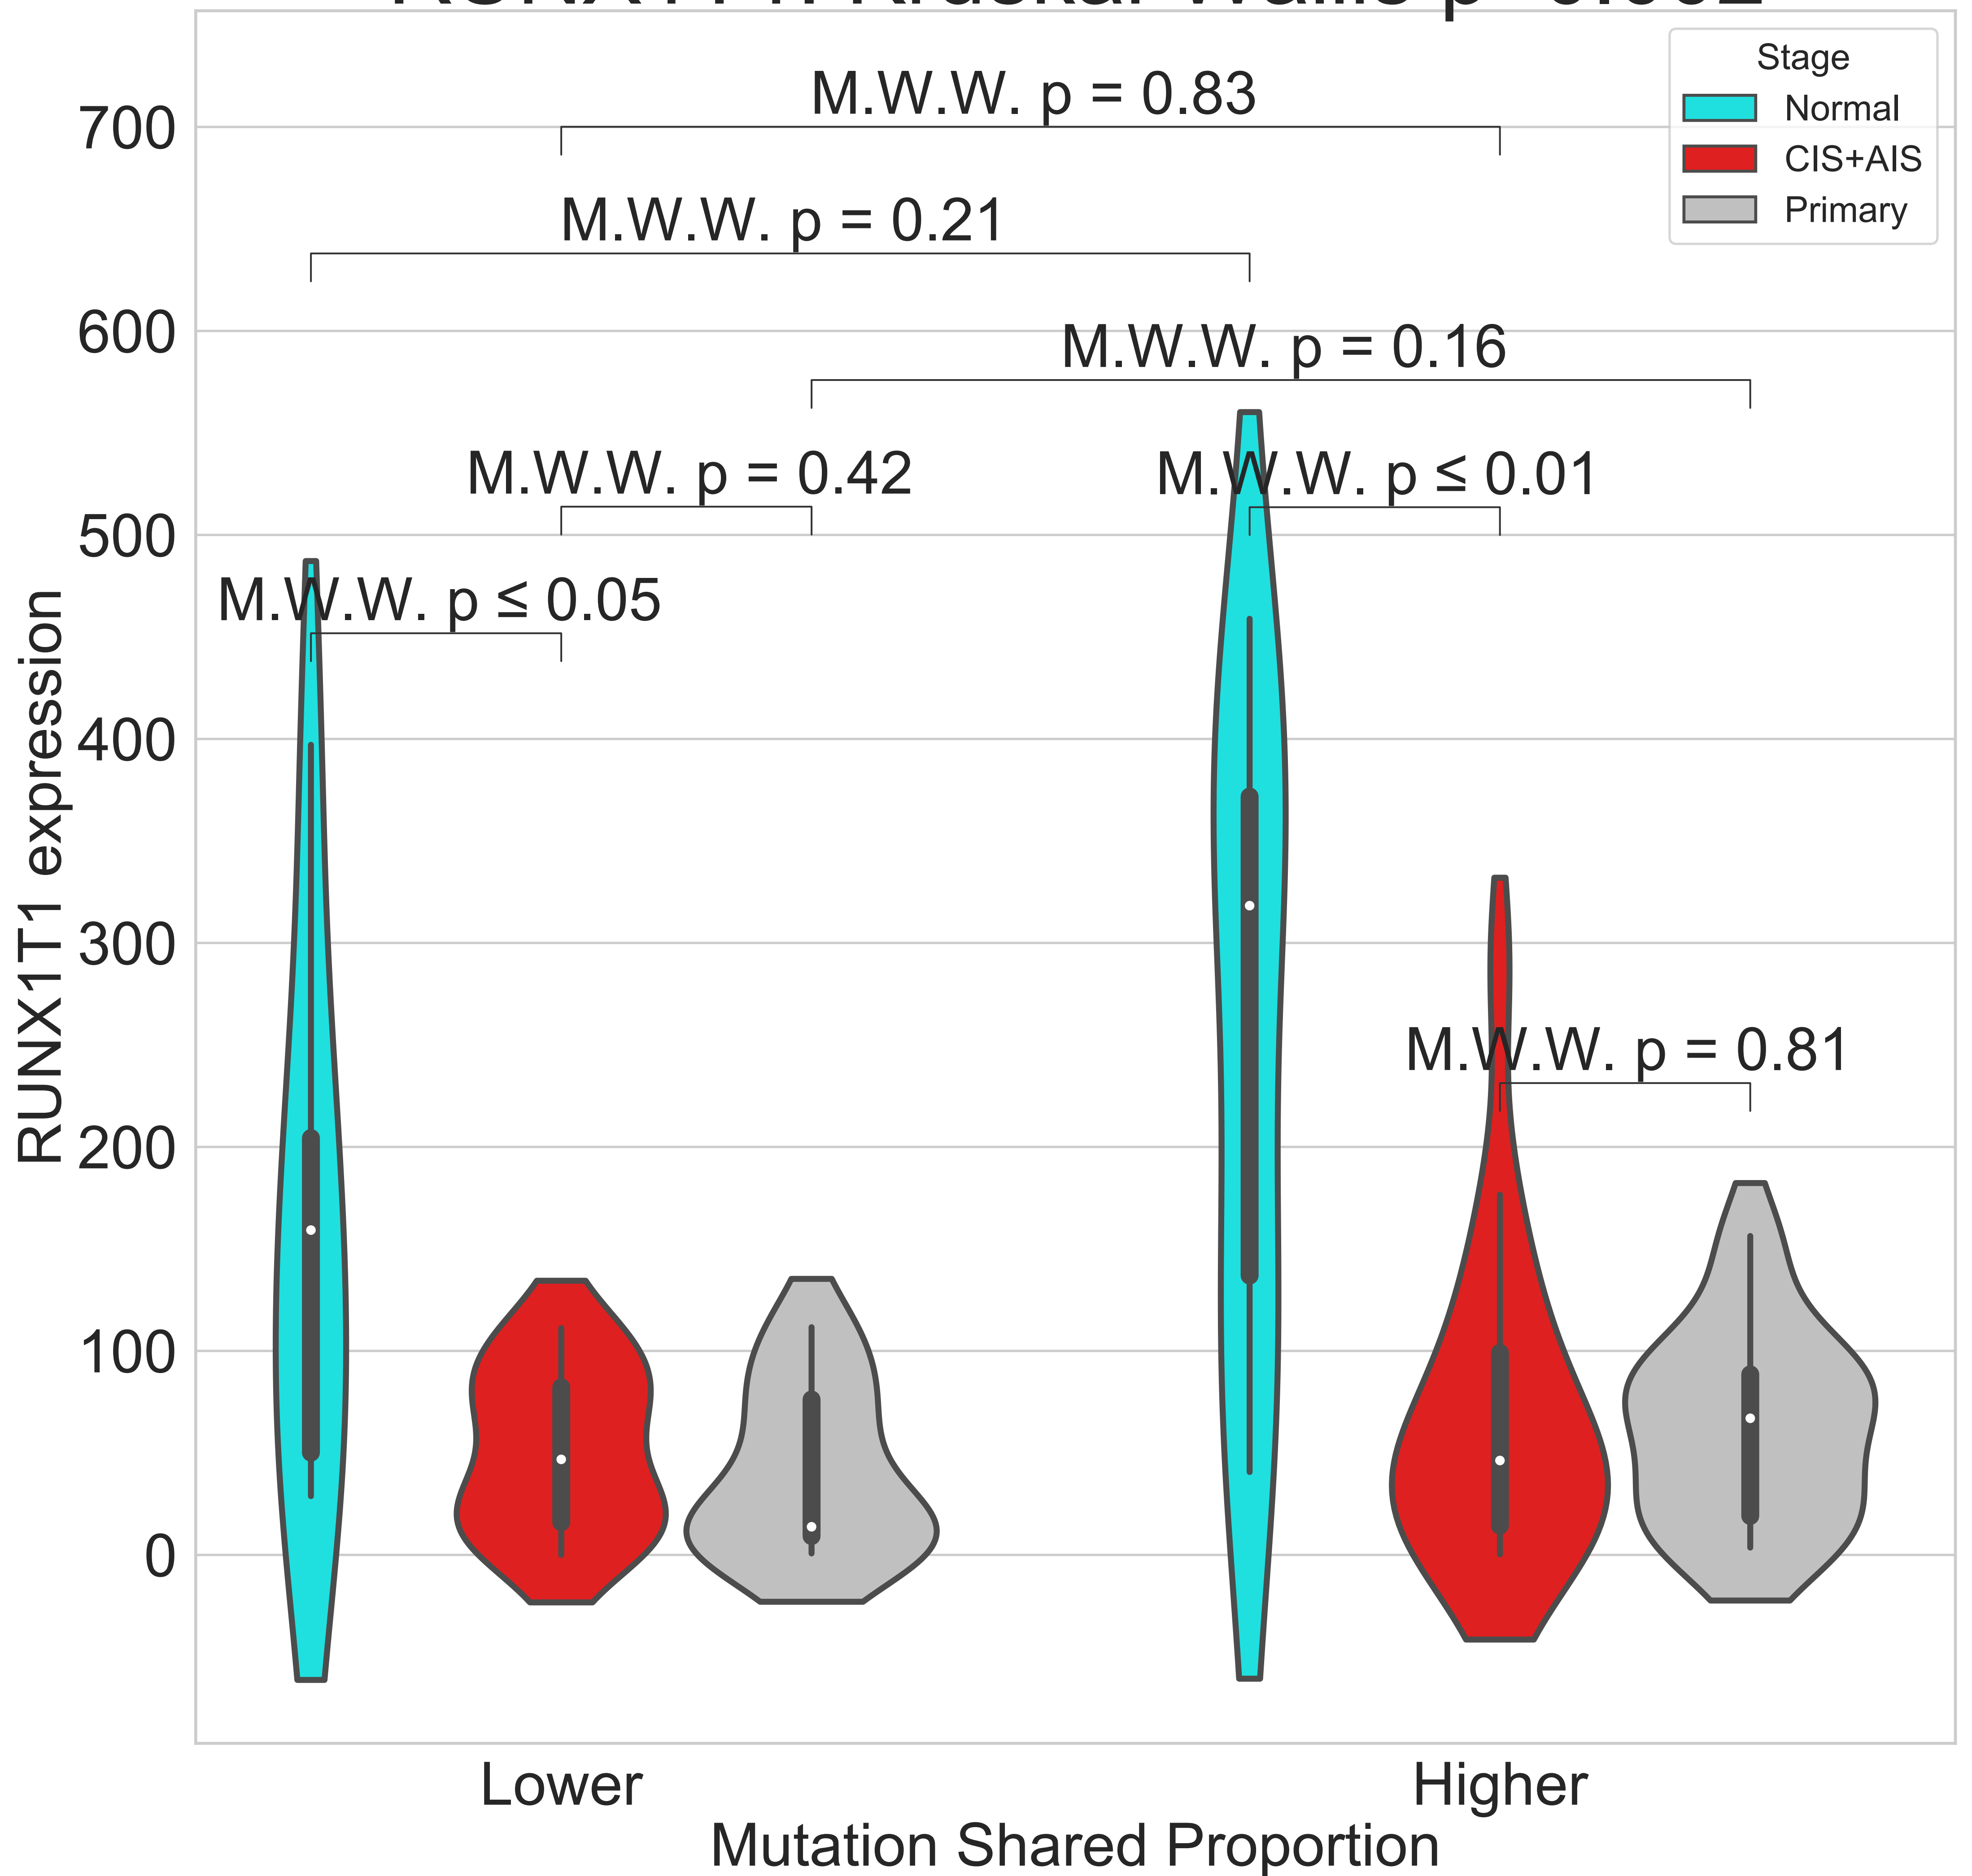 Stage
Normal
CIS+AIS
Primary
M.W.W. p = 0.83
M.W.W. p = 0.21
M.W.W. p = 0.16
M.W.W. p = 0.42
M.W.W. p ≤ 0.01
M.W.W. p ≤ 0.05
M.W.W. p = 0.81
700
600
500
400
300
200
100
0
RUNX1T1 expression
Lower
Higher
Mutation Shared Proportion